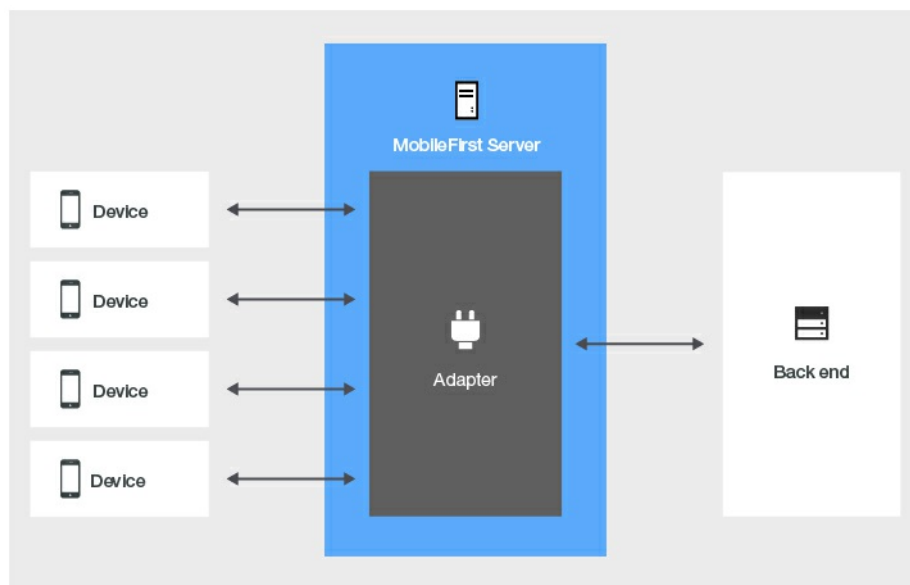 MobileFirst Server
Device
Device
Device
Device
Adapter
Back end